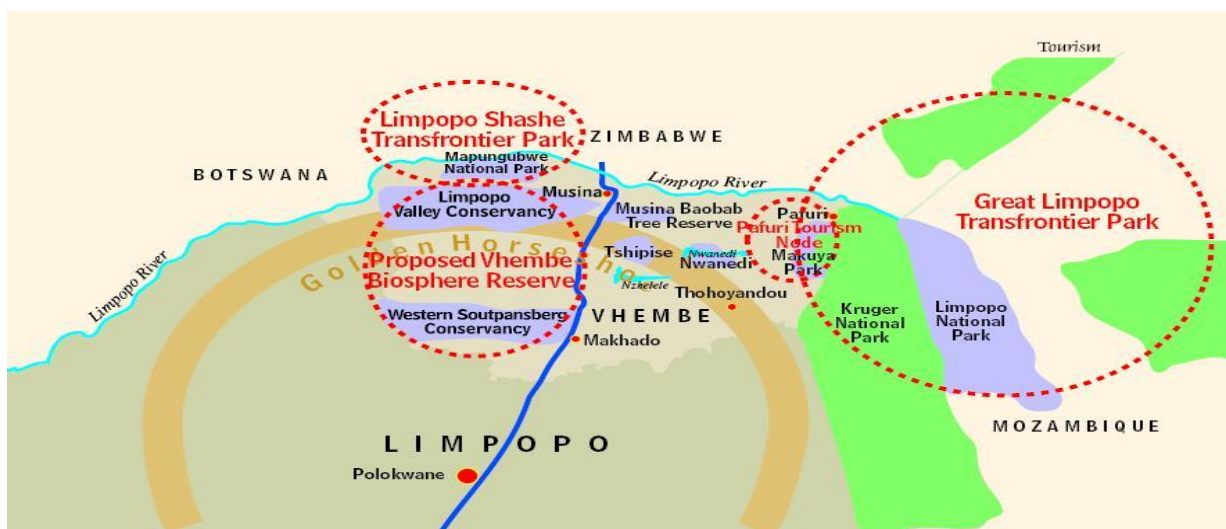 Tourism
Limpopo Shashe
Transfrontier Park
ZIMBABWE
Mapungubwe
National Park
BOTSWANA
Limpopo River
Musina
Limpopo
Valley Conservancy
Musina Baobab
Tree Reserve
Pafuri
Pafuri Tourism
Node
Makuya
Park
Great Limpopo
Transfrontier Park
Golden Horse sho
Tshipise
Nwanedi
Nwanedi
Proposed Vhembe
Biosphere Reserve
Nzhelele
Thohoyandou
Limpopo River
Western Soutpansberg
Conservancy
VHEMBE
Makhado
Kruger
National
Park
Limpopo
National
Park
MOZAMBIQUE
LIMPOPO
Polokwane